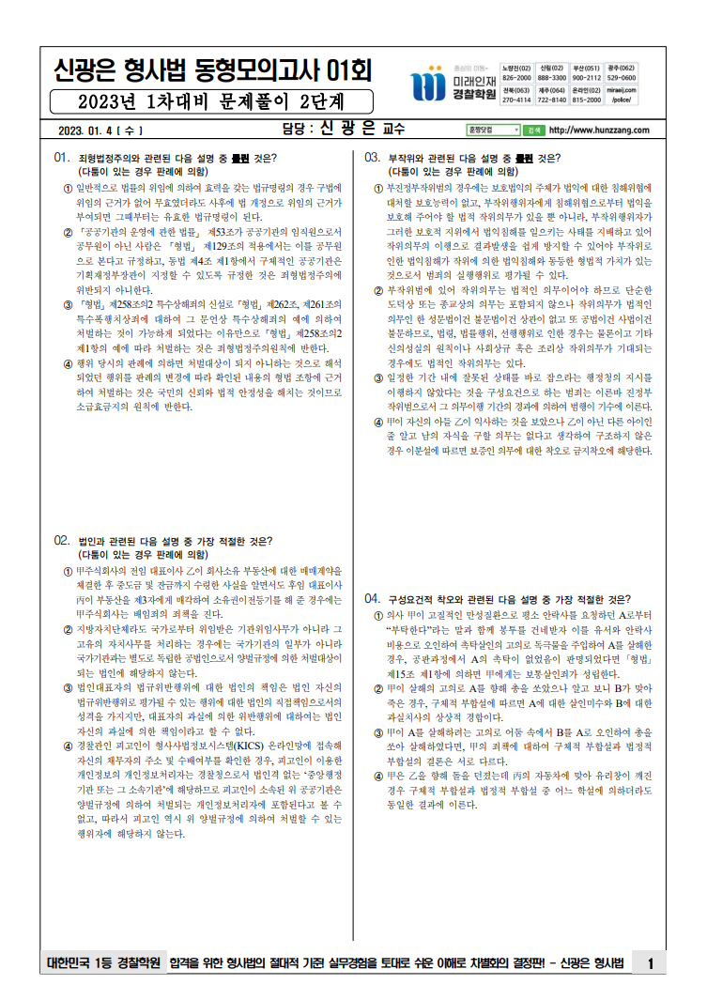 신광은 형사법 동형모의고사 01회
2023년 1차대비 문제풀이 2단계
중심의 이동~
미래인재
경찰학원
노량진(02) 신림(02) 부산(051) 광주(062)
826-2000 888-3300 900-2112 529-0600
전북(063) 제주(064) 온라인(02) miraeij.com
270-4114 722-8140 815-2000 /police/
2023. 01. 4 ( 수 )
담당 : 신 광 은 교수
훈짱닷컴 검색 http://www.hunzzang.com
01. 죄형법정주의와 관련된 다음 설명 중 틀린 것은?
(다툼이 있는 경우 판례에 의함)
① 일반적으로 법률의 위임에 의하여 효력을 갖는 법규명령의 경우 구법에
위임의 근거가 없어 무효였더라도 사후에 법 개정으로 위임의 근거가
부여되면 그때부터는 유효한 법규명령이 된다.
② 「공공기관의 운영에 관한 법률」 제53조가 공공기관의 임직원으로서
공무원이 아닌 사람은 「형법」 제129조의 적용에서는 이를 공무원
으로 본다고 규정하고, 동법 제4조 제1항에서 구체적인 공공기관은
기획재정부장관이 지정할 수 있도록 규정한 것은 죄형법정주의에
위반되지 아니한다.
③ 「형법」제258조의2 특수상해죄의 신설로「형법」제262조, 제261조의
특수폭행치상죄에 대하여 그 문언상 특수상해죄의 예에 의하여
처벌하는 것이 가능하게 되었다는 이유만으로「형법」제258조의2
제1항의 예에 따라 처벌하는 것은 죄형법정주의원칙에 반한다.
④ 행위 당시의 판례에 의하면 처벌대상이 되지 아니하는 것으로 해석
되었던 행위를 판례의 변경에 따라 확인된 내용의 형법 조항에 근거
하여 처벌하는 것은 국민의 신뢰와 법적 안정성을 해치는 것이므로
소급효금지의 원칙에 반한다.
02. 법인과 관련된 다음 설명 중 가장 적절한 것은?
(다툼이 있는 경우 판례에 의함)
① 甲주식회사의 전임 대표이사 乙이 회사소유 부동산에 대한 매매계약을
체결한 후 중도금 및 잔금까지 수령한 사실을 알면서도 후임 대표이사
丙이 부동산을 제3자에게 매각하여 소유권이전등기를 해 준 경우에는
甲주식회사는 배임죄의 죄책을 진다.
② 지방자치단체라도 국가로부터 위임받은 기관위임사무가 아니라 그
고유의 자치사무를 처리하는 경우에는 국가기관의 일부가 아니라
국가기관과는 별도로 독립한 공법인으로서 양벌규정에 의한 처벌대상이
되는 법인에 해당하지 않는다.
③ 법인대표자의 법규위반행위에 대한 법인의 책임은 법인 자신의
법규위반행위로 평가될 수 있는 행위에 대한 법인의 직접책임으로서의
성격을 가지지만, 대표자의 과실에 의한 위반행위에 대하여는 법인
자신의 과실에 의한 책임이라고 할 수 없다.
④ 경찰관인 피고인이 형사사법정보시스템(KICS) 온라인망에 접속해
자신의 채무자의 주소 및 수배여부를 확인한 경우, 피고인이 이용한
개인정보의 개인정보처리자는 경찰청으로서 법인격 없는 ‘중앙행정
기관 또는 그 소속기관’에 해당하므로 피고인이 소속된 위 공공기관은
양벌규정에 의하여 처벌되는 개인정보처리자에 포함된다고 볼 수
없고, 따라서 피고인 역시 위 양벌규정에 의하여 처벌할 수 있는
행위자에 해당하지 않는다.
03. 부작위와 관련된 다음 설명 중 틀린 것은?
(다툼이 있는 경우 판례에 의함)
① 부진정부작위범의 경우에는 보호법익의 주체가 법익에 대한 침해위협에
대처할 보호능력이 없고, 부작위행위자에게 침해위협으로부터 법익을
보호해 주어야 할 법적 작위의무가 있을 뿐 아니라, 부작위행위자가
그러한 보호적 지위에서 법익침해를 일으키는 사태를 지배하고 있어
작위의무의 이행으로 결과발생을 쉽게 방지할 수 있어야 부작위로
인한 법익침해가 작위에 의한 법익침해와 동등한 형법적 가치가 있는
것으로서 범죄의 실행행위로 평가될 수 있다.
② 부작위범에 있어 작위의무는 법적인 의무이어야 하므로 단순한
도덕상 또는 종교상의 의무는 포함되지 않으나 작위의무가 법적인
의무인 한 성문법이건 불문법이건 상관이 없고 또 공법이건 사법이건
불문하므로, 법령, 법률행위, 선행행위로 인한 경우는 물론이고 기타
신의성실의 원칙이나 사회상규 혹은 조리상 작위의무가 기대되는
경우에도 법적인 작위의무는 있다.
③ 일정한 기간 내에 잘못된 상태를 바로 잡으라는 행정청의 지시를
이행하지 않았다는 것을 구성요건으로 하는 범죄는 이른바 진정부
작위범으로서 그 의무이행 기간의 경과에 의하여 범행이 기수에 이른다.
④ 甲이 자신의 아들 乙이 익사하는 것을 보았으나 乙이 아닌 다른 아이인
줄 알고 남의 자식을 구할 의무는 없다고 생각하여 구조하지 않은
경우 이분설에 따르면 보증인 의무에 대한 착오로 금지착오에 해당한다.
04. 구성요건적 착오와 관련된 다음 설명 중 가장 적절한 것은?
① 의사 甲이 고질적인 만성질환으로 평소 안락사를 요청하던 A로부터
“부탁한다”라는 말과 함께 봉투를 건네받자 이를 유서와 안락사
비용으로 오인하여 촉탁살인의 고의로 독극물을 주입하여 A를 살해한
경우, 공판과정에서 A의 촉탁이 없었음이 판명되었다면「형법」
제15조 제1항에 의하면 甲에게는 보통살인죄가 성립한다.
② 甲이 살해의 고의로 A를 향해 총을 쏘았으나 알고 보니 B가 맞아
죽은 경우, 구체적 부합설에 따르면 A에 대한 살인미수와 B에 대한
과실치사의 상상적 경합이다.
③ 甲이 A를 살해하려는 고의로 어둠 속에서 B를 A로 오인하여 총을
쏘아 살해하였다면, 甲의 죄책에 대하여 구체적 부합설과 법정적
부합설의 결론은 서로 다르다.
④ 甲은 乙을 향해 돌을 던졌는데 丙의 자동차에 맞아 유리창이 깨진
경우 구체적 부합설과 법정적 부합설 중 어느 학설에 의하더라도
동일한 결과에 이른다.
대한민국 1등 경찰학원 합격을 위한 형사법의 절대적 기준! 실무경험을 토대로 쉬운 이해로 차별화의 결정판! - 신광은 형사법 1